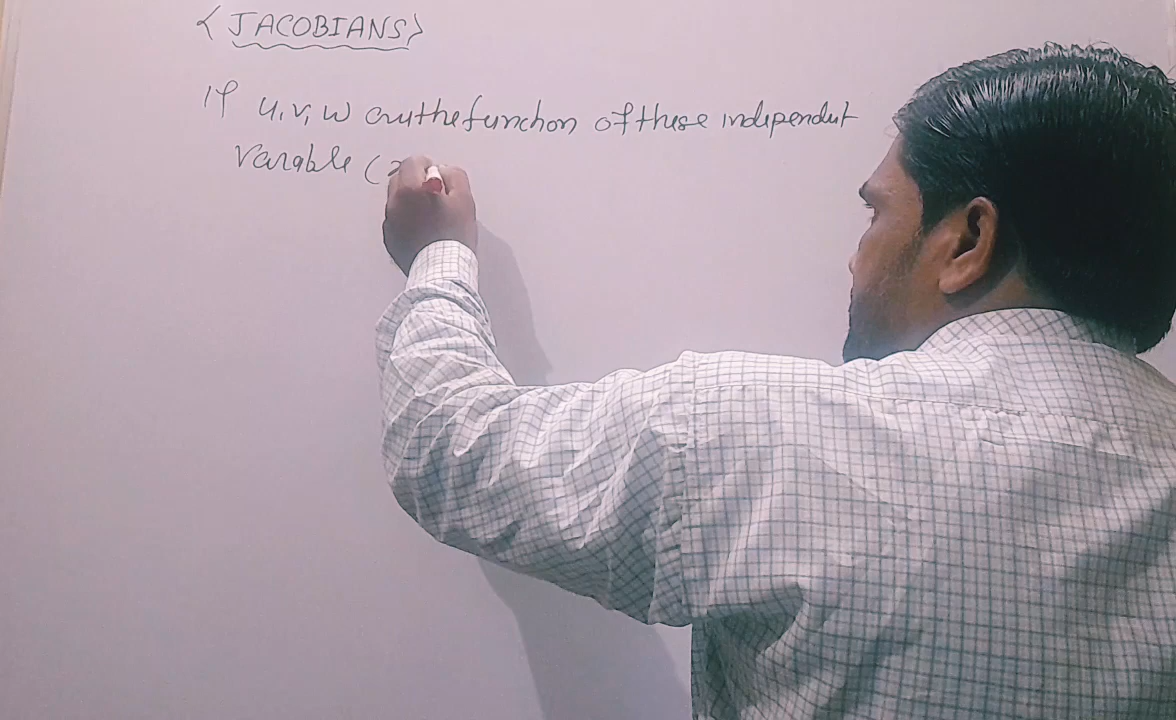 < JACOBIANS >
If u, v, w are the function of these independent
Variable (x